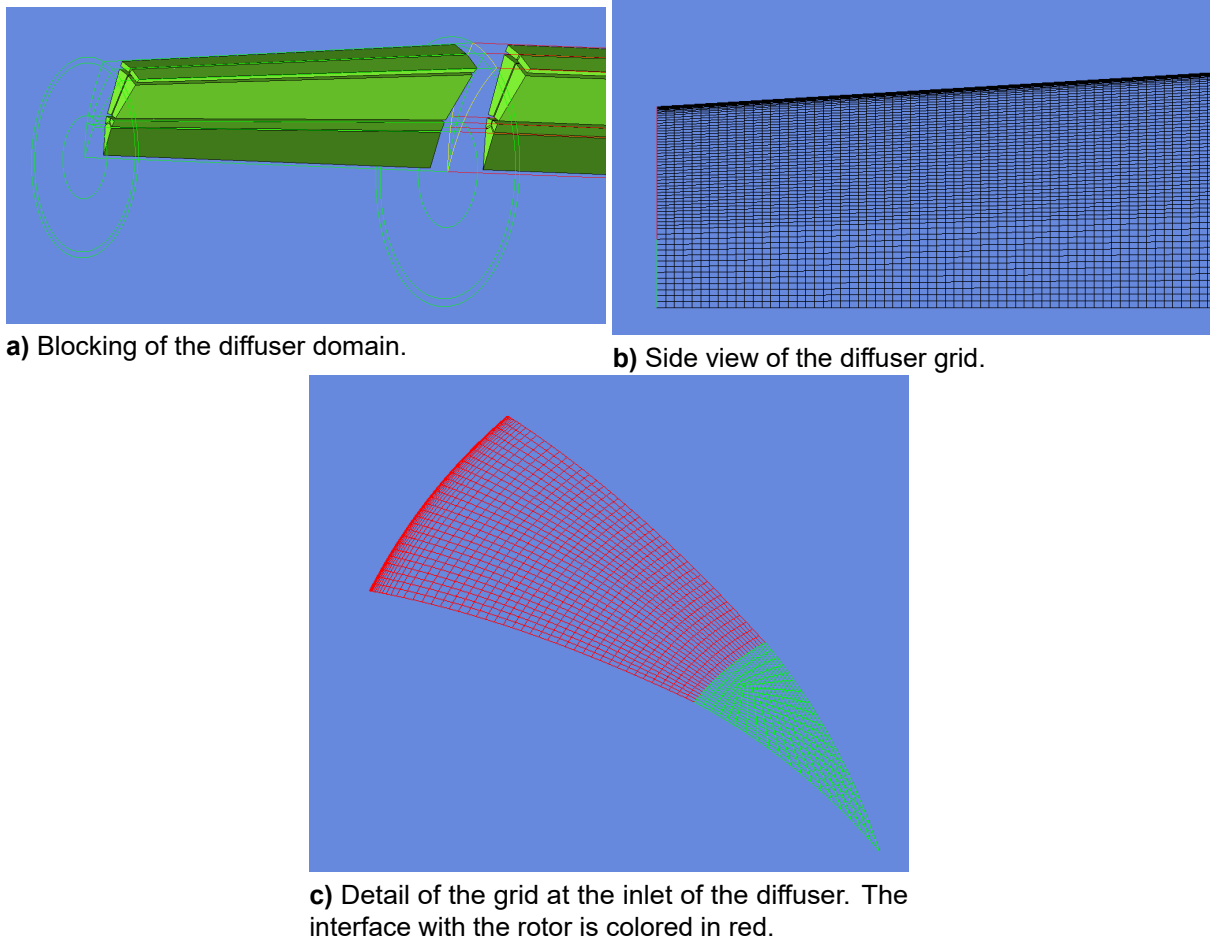 a) Blocking of the diffuser domain.
b) Side view of the diffuser grid.
c) Detail of the grid at the inlet of the diffuser. The
interface with the rotor is colored in red.